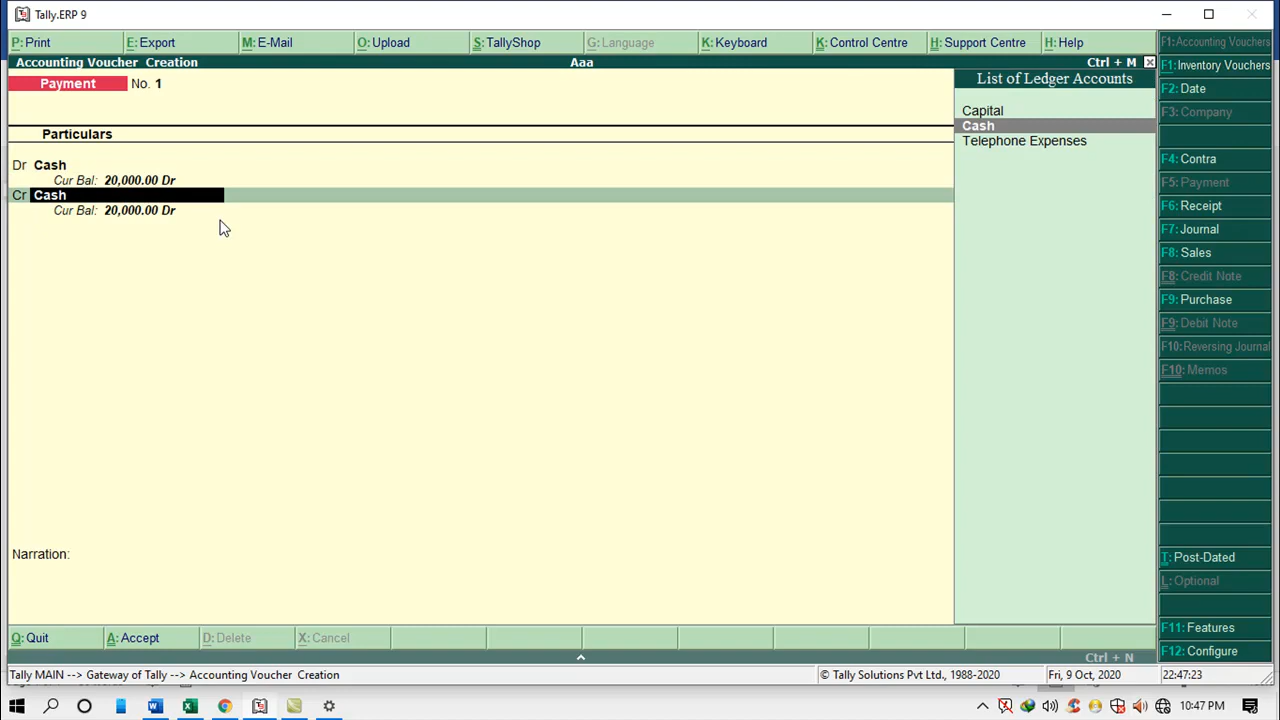 Tally.ERP 9
P: Print
E: Export
M: E-Mail
O: Upload
S: TallyShop
G: Language
K: Keyboard
K: Control Centre
H: Support Centre
H: Help
Accounting Voucher Creation
Aaa
Ctrl + M
Payment No. 1
Particulars
Dr Cash
Cur Bal: 20,000.00 Dr
Cr Cash
Cur Bal: 20,000.00 Dr
Narration:
List of Ledger Accounts
Capital
Cash
Telephone Expenses
F1: Accounting Vouchers
F1: Inventory Vouchers
F2: Date
F3: Company
F4: Contra
F5: Payment
F6: Receipt
F7: Journal
F8: Sales
F8: Credit Note
F9: Purchase
F9: Debit Note
F10: Reversing Journal
F10: Memos
T: Post-Dated
L: Optional
F11: Features
F12: Configure
Q: Quit
A: Accept
D: Delete
X: Cancel
Ctrl + N
Tally MAIN --> Gateway of Tally --> Accounting Voucher Creation
© Tally Solutions Pvt Ltd., 1988-2020
Fri, 9 Oct, 2020
22:47:23
10:47 PM